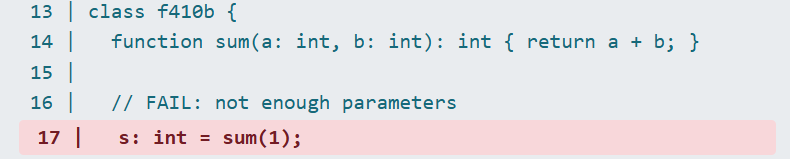 13 | class f410b {
14 |   function sum(a: int, b: int): int { return a + b; }
15 |
16 |   // FAIL: not enough parameters
17 |   s: int = sum(1);